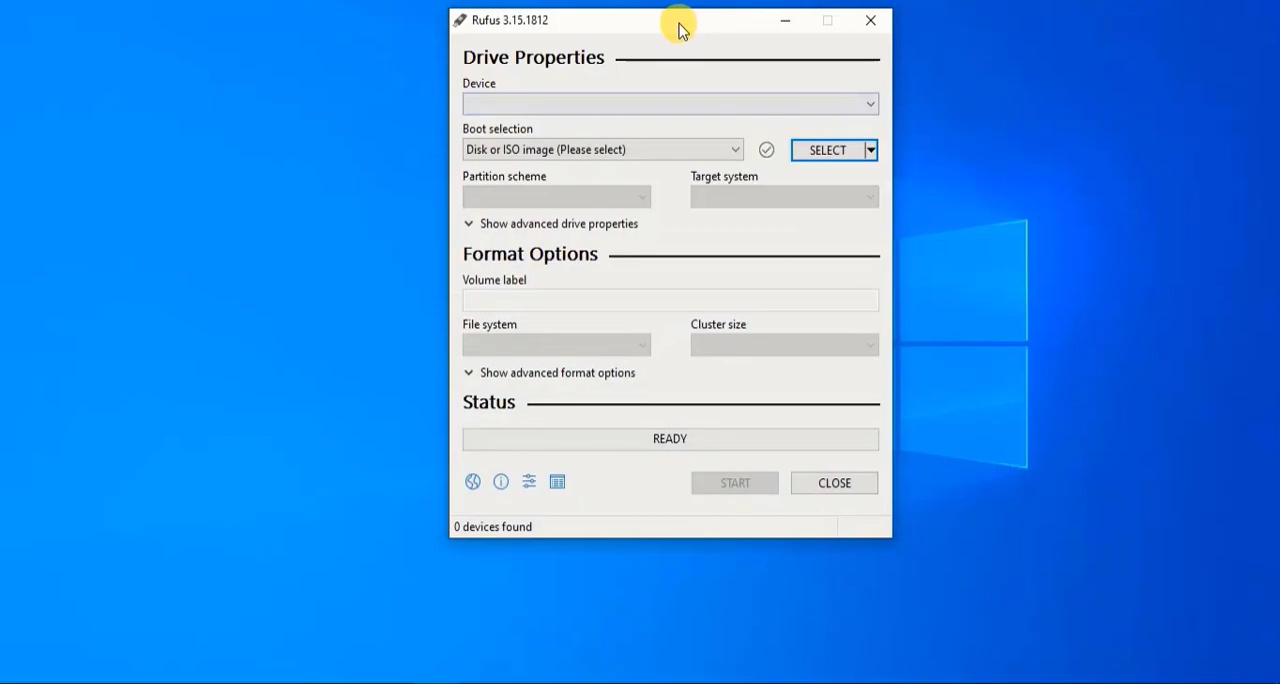 Rufus 3.15.1812
Drive Properties
Device
Boot selection
Disk or ISO image (Please select)
SELECT
Partition scheme
Target system
Show advanced drive properties
Format Options
Volume label
File system
Cluster size
Show advanced format options
Status
READY
START
CLOSE
0 devices found